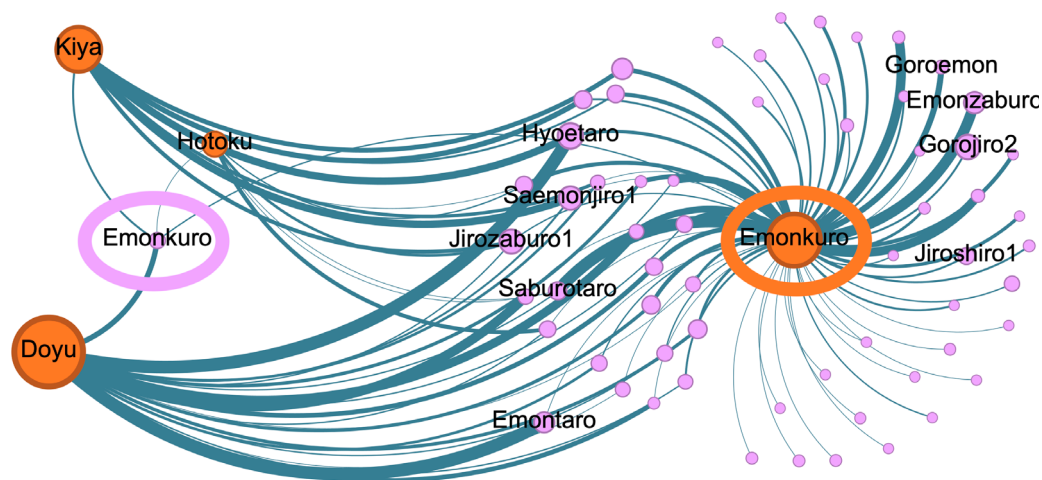 Kiya
Goroemon
Emonzaburo
Hotoku
Hyoetaro
Gorojiro2
Saemonjiro1
Emonkuro
Jirozaburo1
Emonkuro
Jiroshiro1
Saburotaro
Doyu
Emontaro